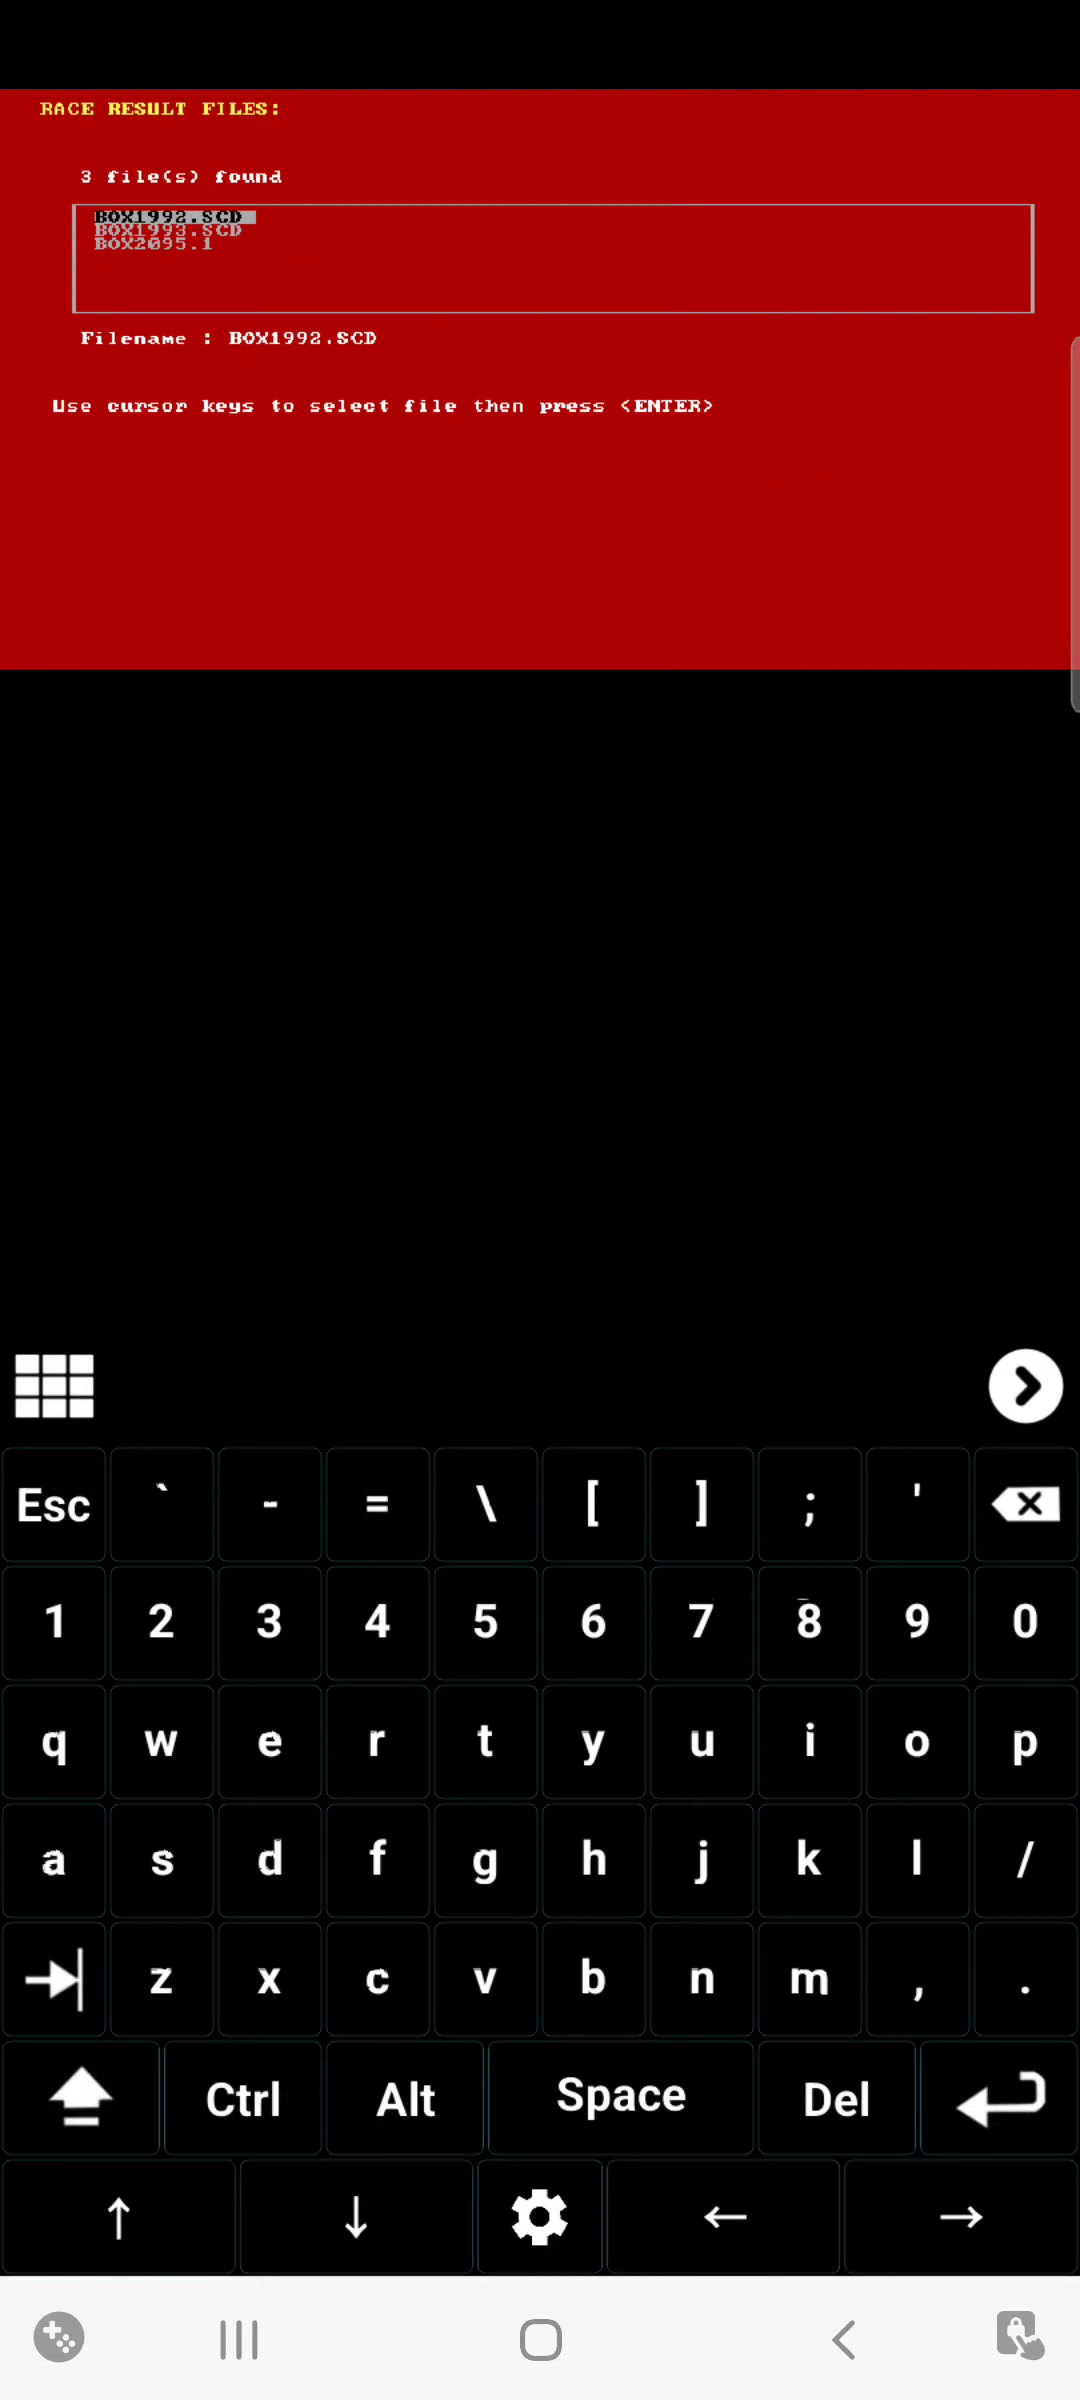 RACE RESULT FILES:
3 file(s) found
BOX1992.SCD
BOX1993.SCD
BOX2095.1
Filename : BOX1992.SCD
Use cursor keys to select file then press <ENTER>
Esc ` - = \ [ ] ; '
1 2 3 4 5 6 7 8 9 0
q w e r t y u i o p
a s d f g h j k l /
z x c v b n m , .
Ctrl Alt Space Del
↑ ↓ ← →